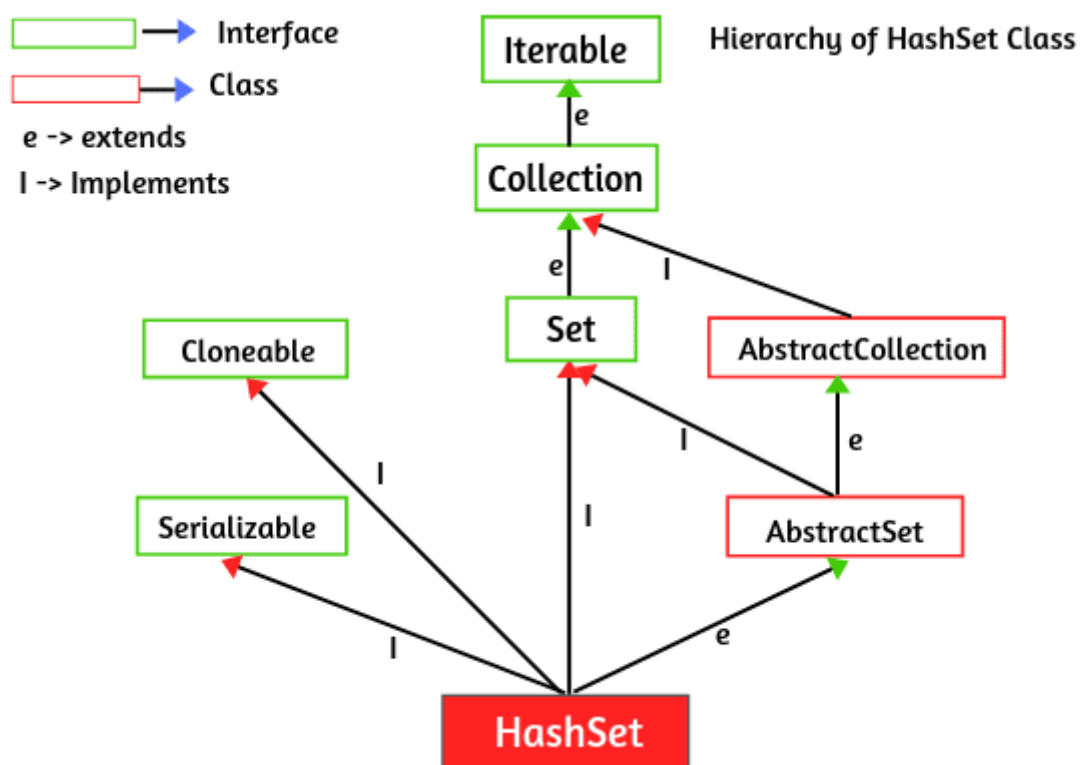 Interface
Class
e -> extends
I -> Implements
Hierarchy of HashSet Class
Iterable
e
Collection
e
I
Set
Cloneable
AbstractCollection
I
I
e
Serializable
I
AbstractSet
I
e
HashSet